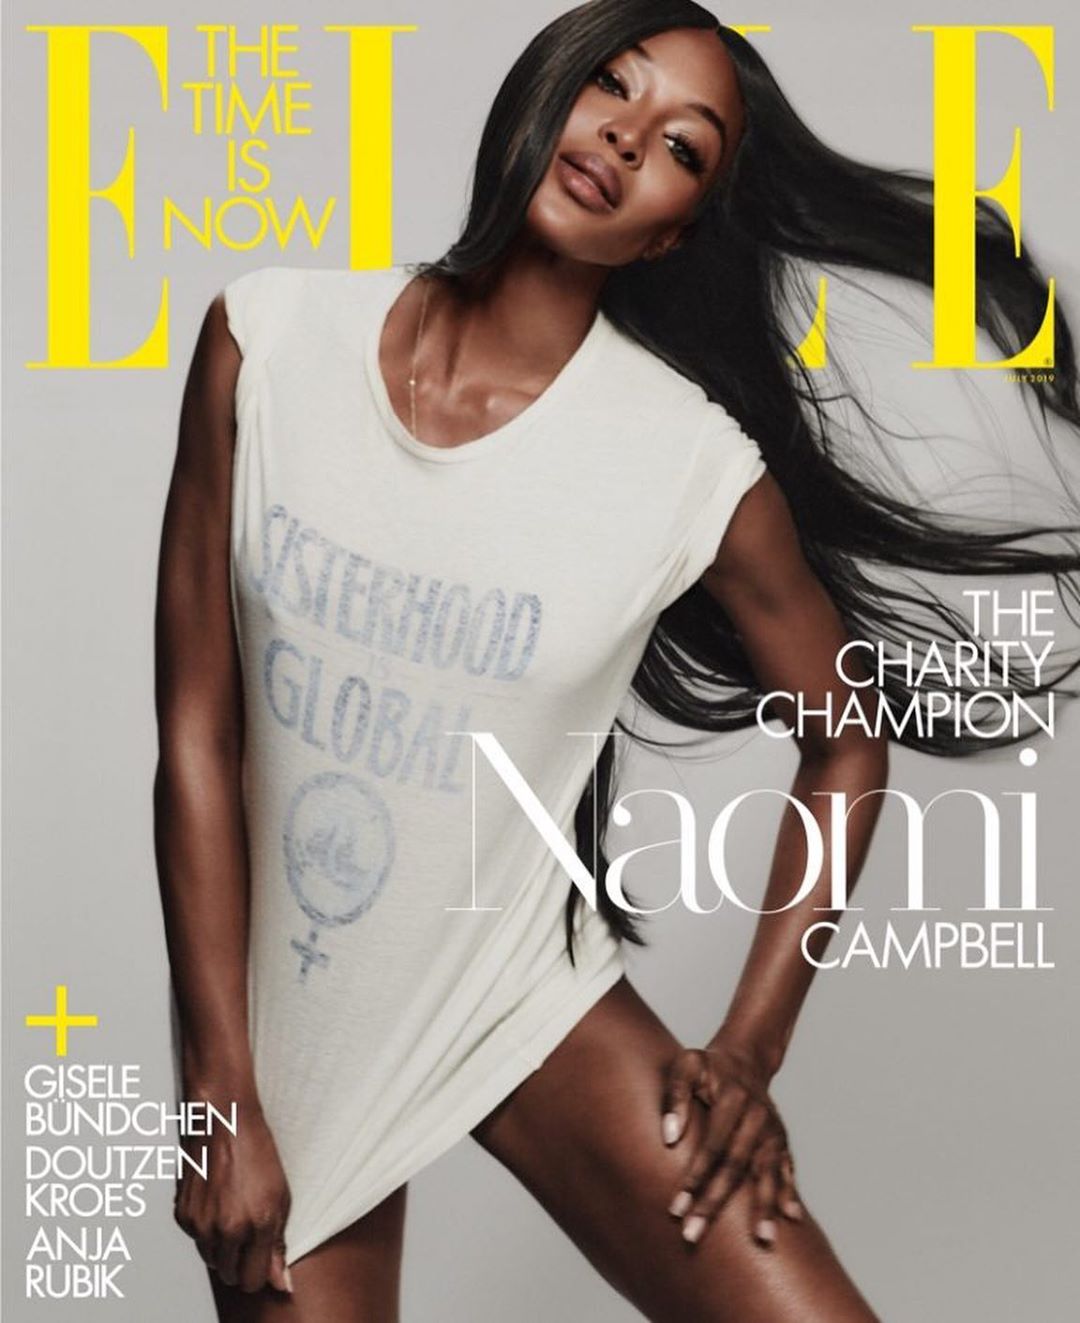 ELLE
THE
TIME
IS
NOW
JULY 2019
SISTERHOOD
IS
GLOBAL
THE
CHARITY
CHAMPION
Naomi
CAMPBELL
+
GISELE
BÜNDCHEN
DOUTZEN
KROES
ANJA
RUBIK